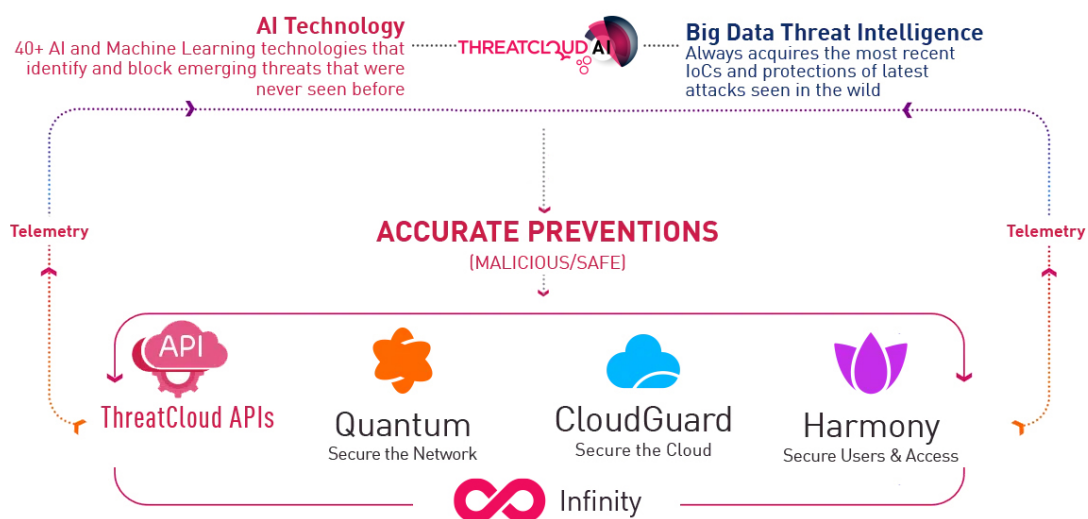 AI Technology
40+ AI and Machine Learning technologies that
identify and block emerging threats that were
never seen before
THREATCLOUD AI
Big Data Threat Intelligence
Always acquires the most recent
IoCs and protections of latest
attacks seen in the wild
Telemetry
Telemetry
ACCURATE PREVENTIONS
(MALICIOUS/SAFE)
API
ThreatCloud APIs
Quantum
Secure the Network
CloudGuard
Secure the Cloud
Harmony
Secure Users & Access
Infinity